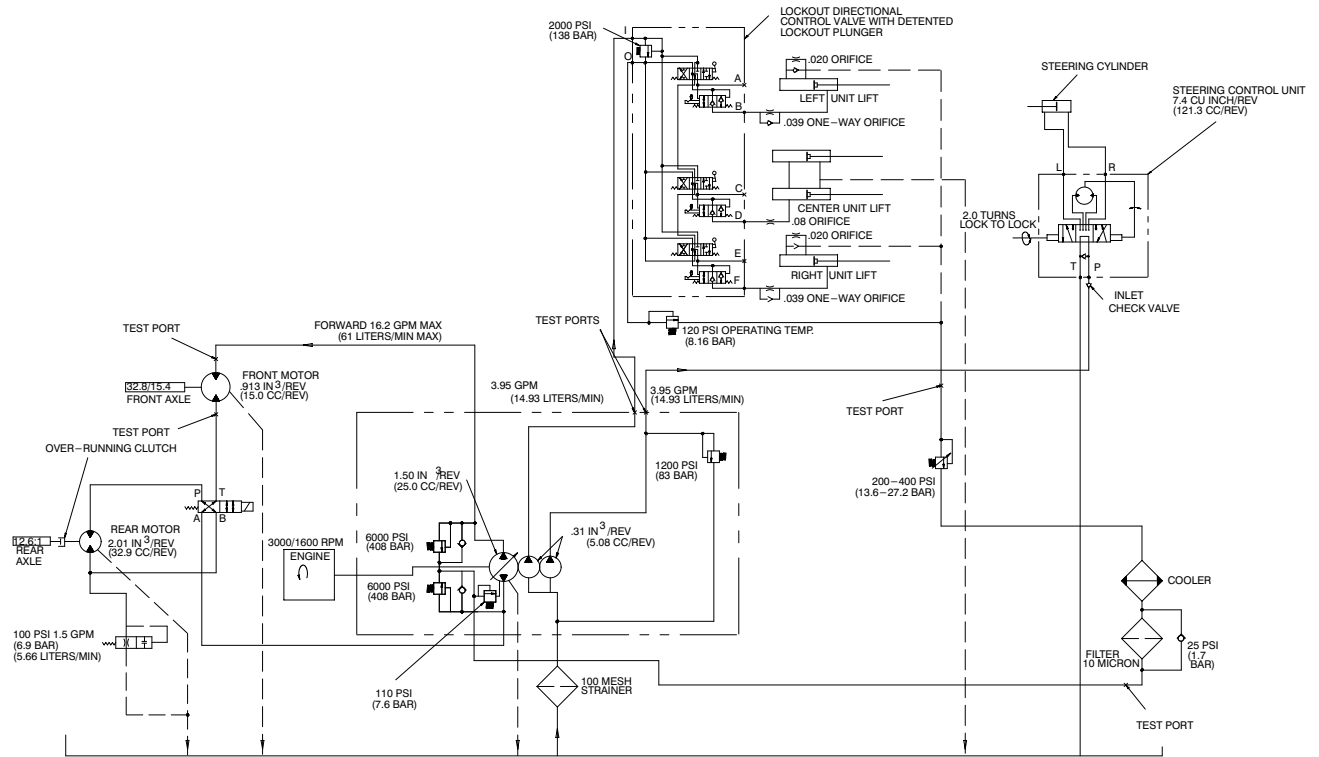 LOCKOUT DIRECTIONAL
CONTROL VALVE WITH DETENTED
LOCKOUT PLUNGER
2000 PSI
(138 BAR)
I
O
A
B
C
D
E
F
.020 ORIFICE
LEFT UNIT LIFT
.039 ONE-WAY ORIFICE
CENTER UNIT LIFT
.08 ORIFICE
.020 ORIFICE
RIGHT UNIT LIFT
.039 ONE-WAY ORIFICE
STEERING CYLINDER
STEERING CONTROL UNIT
7.4 CU INCH/REV
(121.3 CC/REV)
L
R
2.0 TURNS
LOCK TO LOCK
T
P
INLET
CHECK VALVE
TEST PORTS
120 PSI OPERATING TEMP.
(8.16 BAR)
TEST PORT
FORWARD 16.2 GPM MAX
(61 LITERS/MIN MAX)
32.8/15.4
FRONT AXLE
FRONT MOTOR
.913 IN3/REV
(15.0 CC/REV)
3.95 GPM
(14.93 LITERS/MIN)
3.95 GPM
(14.93 LITERS/MIN)
TEST PORT
TEST PORT
OVER-RUNNING CLUTCH
1.50 IN3/REV
(25.0 CC/REV)
1200 PSI
(83 BAR)
200-400 PSI
(13.6-27.2 BAR)
P
T
A
B
12.6:1
REAR
AXLE
REAR MOTOR
2.01 IN3/REV
(32.9 CC/REV)
3000/1600 RPM
ENGINE
6000 PSI
(408 BAR)
6000 PSI
(408 BAR)
.31 IN3/REV
(5.08 CC/REV)
COOLER
100 PSI 1.5 GPM
(6.9 BAR)
(5.66 LITERS/MIN)
FILTER
10 MICRON
25 PSI
(1.7
BAR)
110 PSI
(7.6 BAR)
100 MESH
STRAINER
TEST PORT